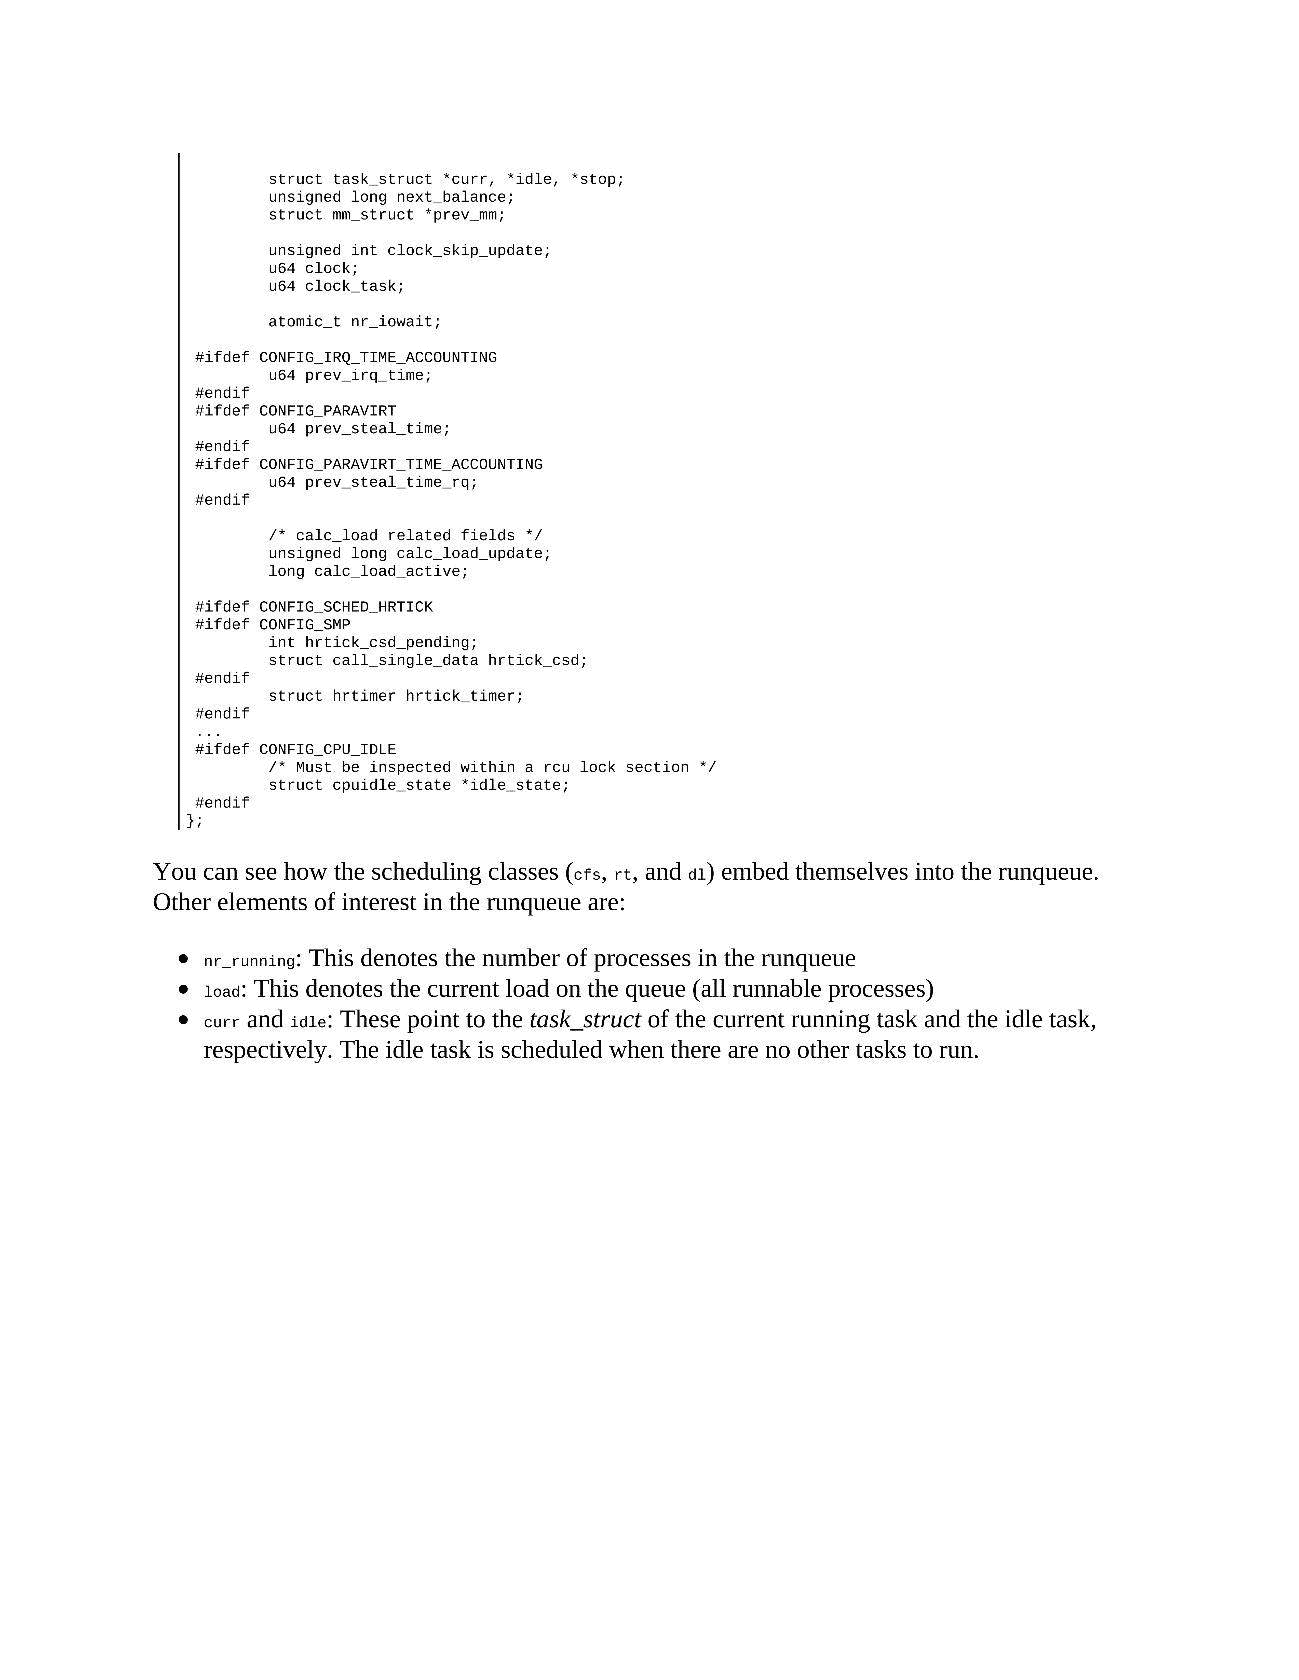 struct task_struct *curr, *idle, *stop;
unsigned long next_balance;
struct mm_struct *prev_mm;

unsigned int clock_skip_update;
u64 clock;
u64 clock_task;

atomic_t nr_iowait;

#ifdef CONFIG_IRQ_TIME_ACCOUNTING
u64 prev_irq_time;
#endif
#ifdef CONFIG_PARAVIRT
u64 prev_steal_time;
#endif
#ifdef CONFIG_PARAVIRT_TIME_ACCOUNTING
u64 prev_steal_time_rq;
#endif

/* calc_load related fields */
unsigned long calc_load_update;
long calc_load_active;

#ifdef CONFIG_SCHED_HRTICK
#ifdef CONFIG_SMP
int hrtick_csd_pending;
struct call_single_data hrtick_csd;
#endif
struct hrtimer hrtick_timer;
#endif
...
#ifdef CONFIG_CPU_IDLE
/* Must be inspected within a rcu lock section */
struct cpuidle_state *idle_state;
#endif
};

You can see how the scheduling classes (cfs, rt, and dl) embed themselves into the runqueue.
Other elements of interest in the runqueue are:

• nr_running: This denotes the number of processes in the runqueue
• load: This denotes the current load on the queue (all runnable processes)
• curr and idle: These point to the task_struct of the current running task and the idle task,
respectively. The idle task is scheduled when there are no other tasks to run.